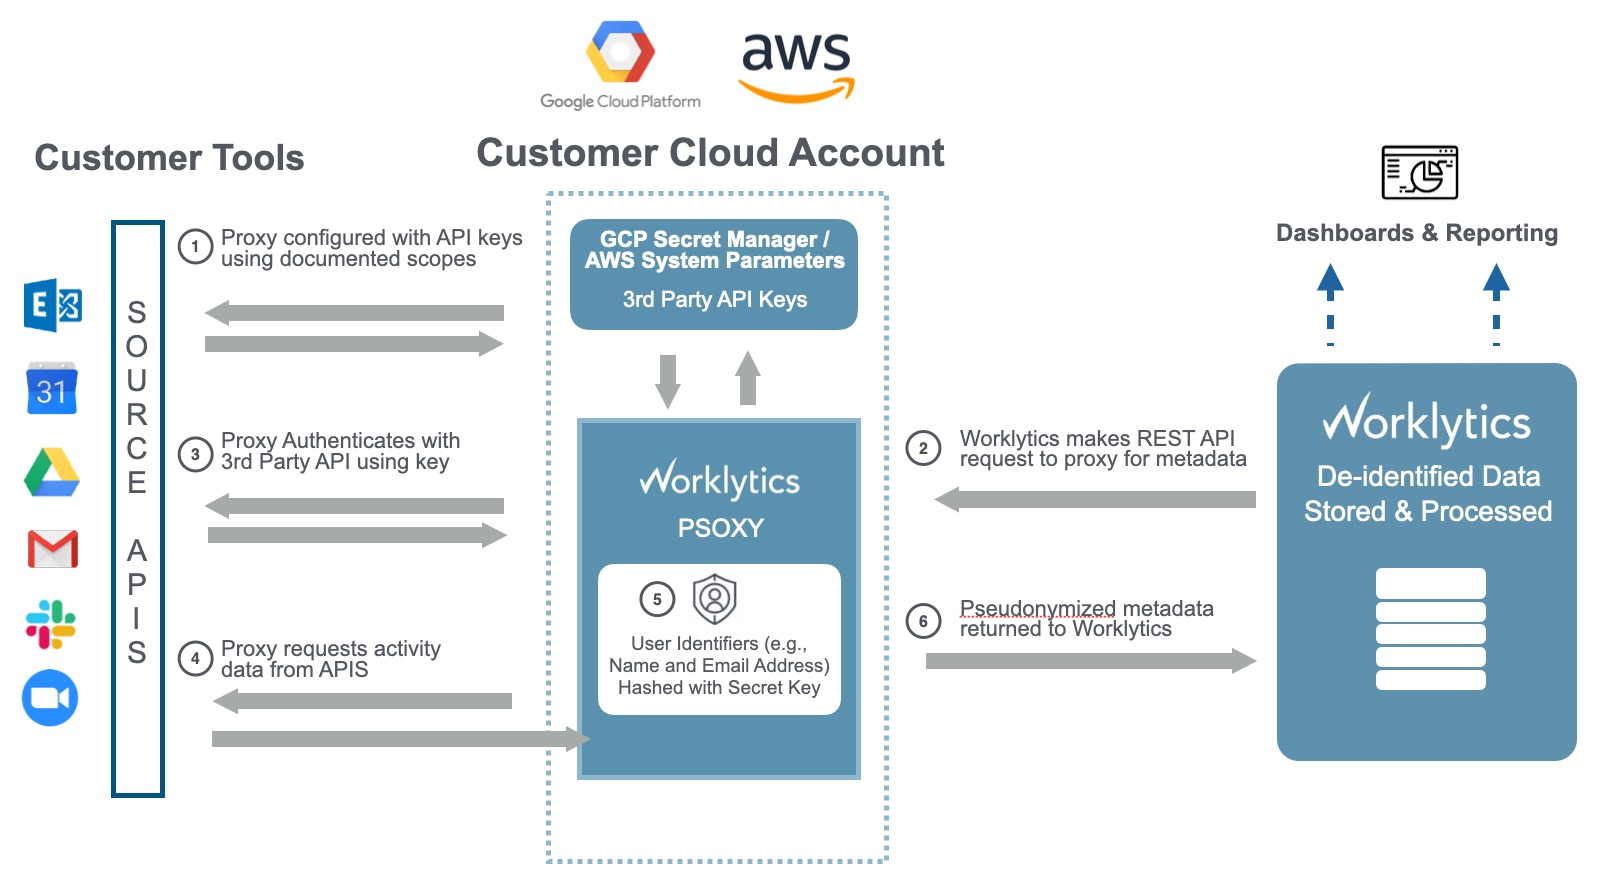 Google Cloud Platform
aws
Customer Tools
Customer Cloud Account
SOURCE APIS
E
31
1
Proxy configured with API keys
using documented scopes
3
Proxy Authenticates with
3rd Party API using key
4
Proxy requests activity
data from APIS
GCP Secret Manager /
AWS System Parameters
3rd Party API Keys
Worklytics
PSOXY
5
User Identifiers (e.g.,
Name and Email Address)
Hashed with Secret Key
2
Worklytics makes REST API
request to proxy for metadata
6
Pseudonymized metadata
returned to Worklytics
Dashboards & Reporting
Worklytics
De-identified Data
Stored & Processed